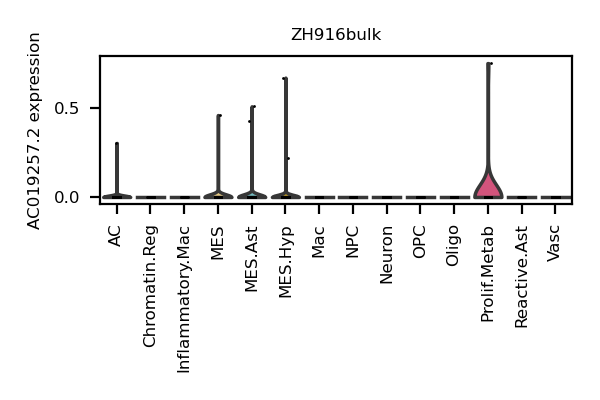 ZH916bulk
AC019257.2 expression
0.5
0.0
AC
Chromatin.Reg
Inflammatory.Mac
MES
MES.Ast
MES.Hyp
Mac
NPC
Neuron
OPC
Oligo
Prolif.Metab
Reactive.Ast
Vasc